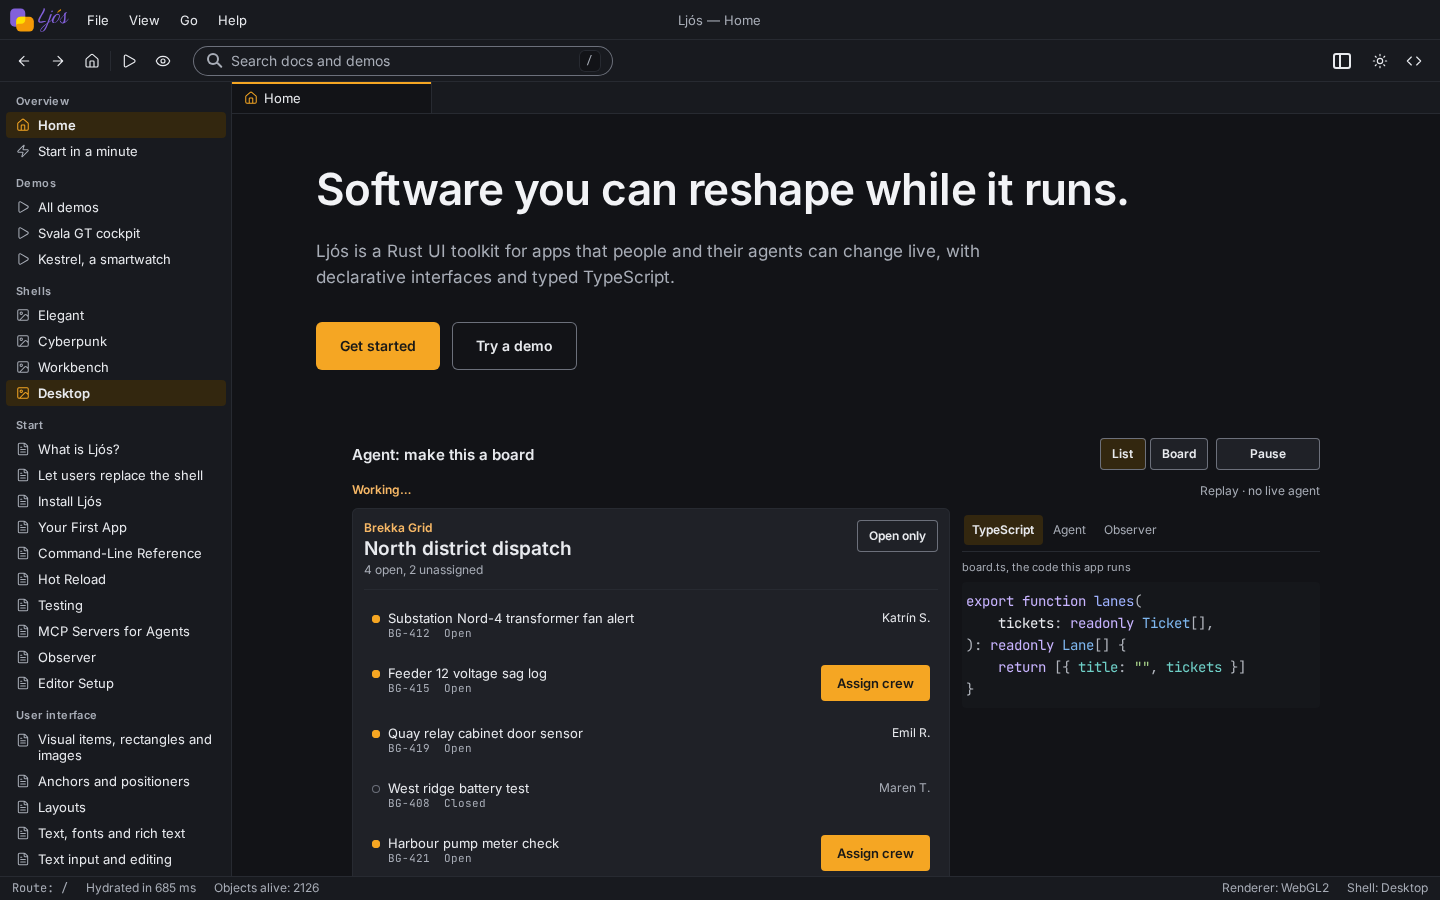 Ljós
File View Go Help
Ljós — Home
Search docs and demos /
Overview
Home
Start in a minute
Demos
All demos
Svala GT cockpit
Kestrel, a smartwatch
Shells
Elegant
Cyberpunk
Workbench
Desktop
Start
What is Ljós?
Let users replace the shell
Install Ljós
Your First App
Command-Line Reference
Hot Reload
Testing
MCP Servers for Agents
Observer
Editor Setup
User interface
Visual items, rectangles and
images
Anchors and positioners
Layouts
Text, fonts and rich text
Text input and editing
Home
Software you can reshape while it runs.
Ljós is a Rust UI toolkit for apps that people and their agents can change live, with
declarative interfaces and typed TypeScript.
Get started Try a demo
Agent: make this a board
List Board Pause
Working...
Replay · no live agent
Brekka Grid
North district dispatch
4 open, 2 unassigned
Open only
Substation Nord-4 transformer fan alert
BG-412 Open
Katrín S.
Feeder 12 voltage sag log
BG-415 Open
Assign crew
Quay relay cabinet door sensor
BG-419 Open
Emil R.
West ridge battery test
BG-408 Closed
Maren T.
Harbour pump meter check
BG-421 Open
Assign crew
TypeScript Agent Observer
board.ts, the code this app runs
export function lanes(
    tickets: readonly Ticket[],
): readonly Lane[] {
    return [{ title: "", tickets }]
}
Route: / Hydrated in 685 ms Objects alive: 2126
Renderer: WebGL2 Shell: Desktop